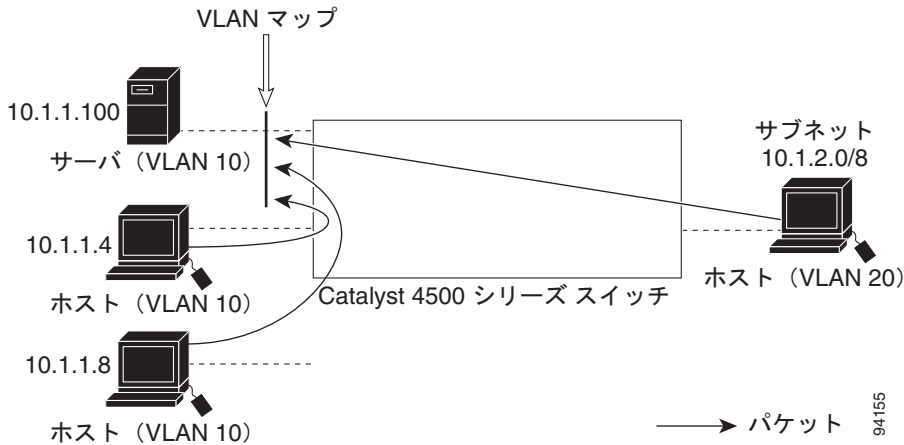 VLAN マップ
10.1.1.100
サーバ（VLAN 10）
サブネット
10.1.2.0/8
10.1.1.4
ホスト（VLAN 10）
Catalyst 4500 シリーズ スイッチ
ホスト（VLAN 20）
10.1.1.8
ホスト（VLAN 10）
パケット
94155